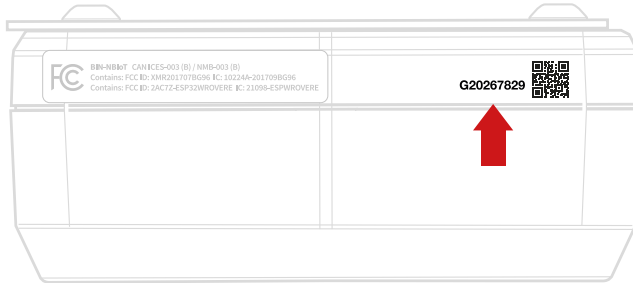 FC
BIN-NBIoT CAN ICES-003 (B) / NMB-003 (B)
Contains: FCC ID: XMR201707BG96 IC: 10224A-201709BG96
Contains: FCC ID: 2AC7Z-ESP32WROVERE IC: 21098-ESPWROVERE
G20267829